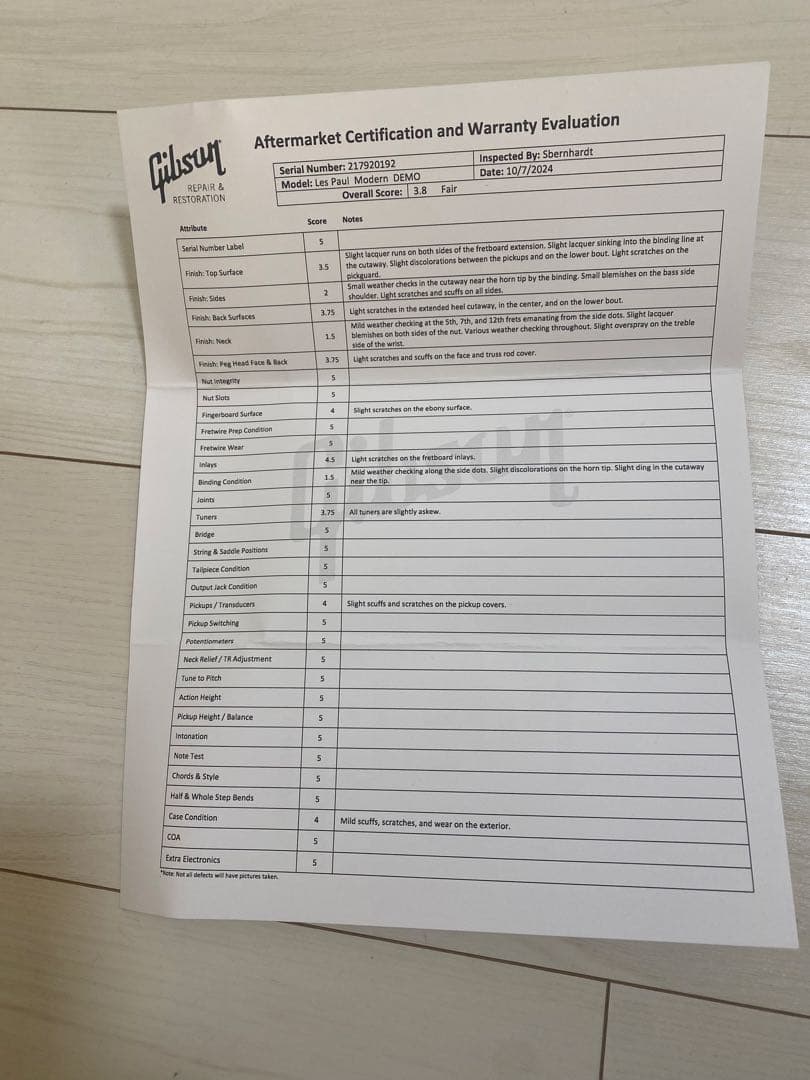 Gibson
REPAIR &
RESTORATION
Aftermarket Certification and Warranty Evaluation
Serial Number: 217920192 Inspected By: Sbernhardt
Model: Les Paul Modern DEMO Date: 10/7/2024
Overall Score: 3.8 Fair
Attribute Score Notes
Serial Number Label 5
Finish: Top Surface 3.5 Slight lacquer runs on both sides of the fretboard extension. Slight lacquer sinking into the binding line at
the cutaway. Slight discolorations between the pickups and on the lower bout. Light scratches on the
pickguard.
Finish: Sides 2 Small weather checks in the cutaway near the horn tip by the binding. Small blemishes on the bass side
shoulder. Light scratches and scuffs on all sides.
Finish: Back Surfaces 3.75 Light scratches in the extended heel cutaway, in the center, and on the lower bout.
Finish: Neck 1.5 Mild weather checking at the 5th, 7th, and 12th frets emanating from the side dots. Slight lacquer
blemishes on both sides of the nut. Various weather checking throughout. Slight overspray on the treble
side of the wrist.
Finish: Peg Head Face & Back 3.75 Light scratches and scuffs on the face and truss rod cover.
Nut Integrity 5
Nut Slots 5
Fingerboard Surface 4 Slight scratches on the ebony surface.
Fretwire Prep Condition 5
Fretwire Wear 5
Inlays 4.5 Light scratches on the fretboard inlays.
Binding Condition 1.5 Mild weather checking along the side dots. Slight discolorations on the horn tip. Slight ding in the cutaway
near the tip.
Joints 5
Tuners 3.75 All tuners are slightly askew.
Bridge 5
String & Saddle Positions 5
Tailpiece Condition 5
Output Jack Condition 5
Pickups / Transducers 4 Slight scuffs and scratches on the pickup covers.
Pickup Switching 5
Potentiometers 5
Neck Relief / TR Adjustment 5
Tune to Pitch 5
Action Height 5
Pickup Height / Balance 5
Intonation 5
Note Test 5
Chords & Style 5
Half & Whole Step Bends 5
Case Condition 4 Mild scuffs, scratches, and wear on the exterior.
COA 5
Extra Electronics 5
*Note: Not all defects will have pictures taken.
Gibson